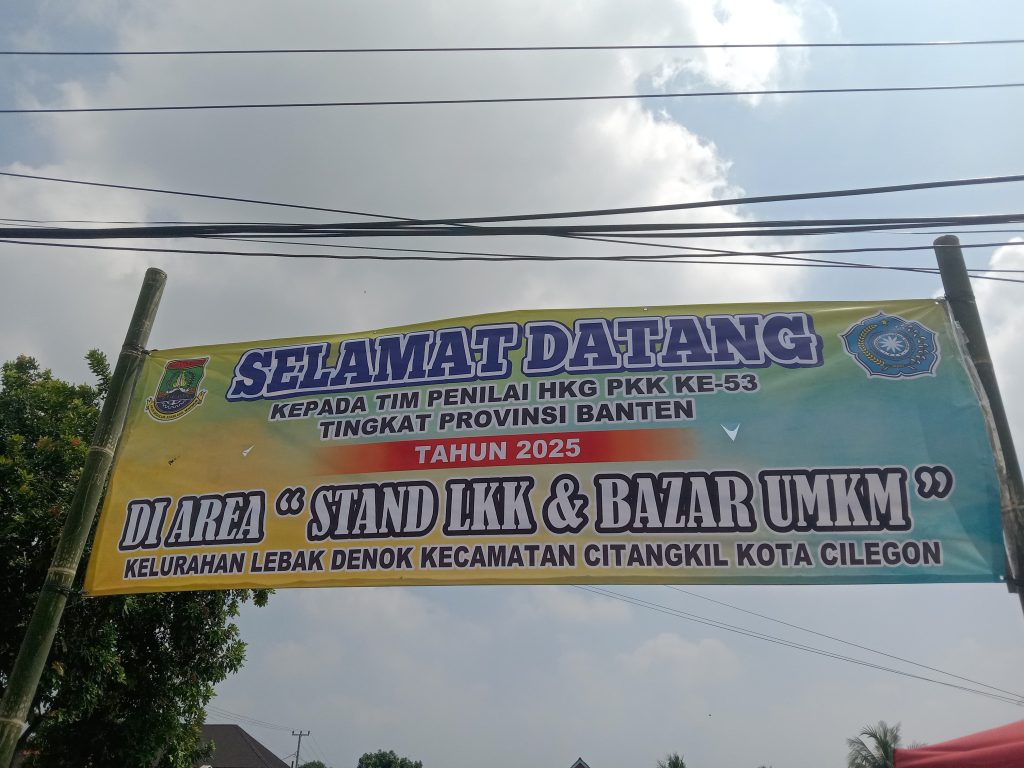 SELAMAT DATANG
KEPADA TIM PENILAI HKG PKK KE-53
TINGKAT PROVINSI BANTEN
TAHUN 2025
DI AREA “ STAND LKK & BAZAR UMKM ”
KELURAHAN LEBAK DENOK KECAMATAN CITANGKIL KOTA CILEGON